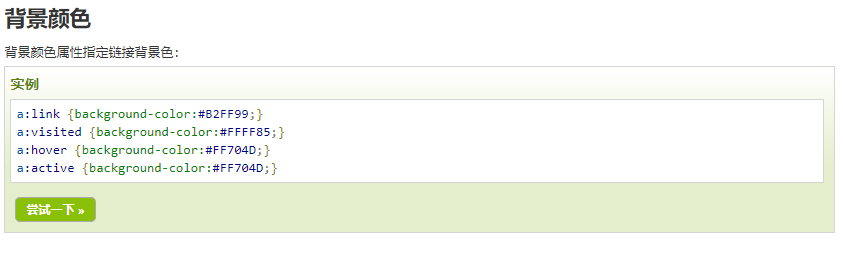 背景颜色
背景颜色属性指定链接背景色：
实例
a:link {background-color:#B2FF99;}
a:visited {background-color:#FFFF85;}
a:hover {background-color:#FF704D;}
a:active {background-color:#FF704D;}
尝试一下 »